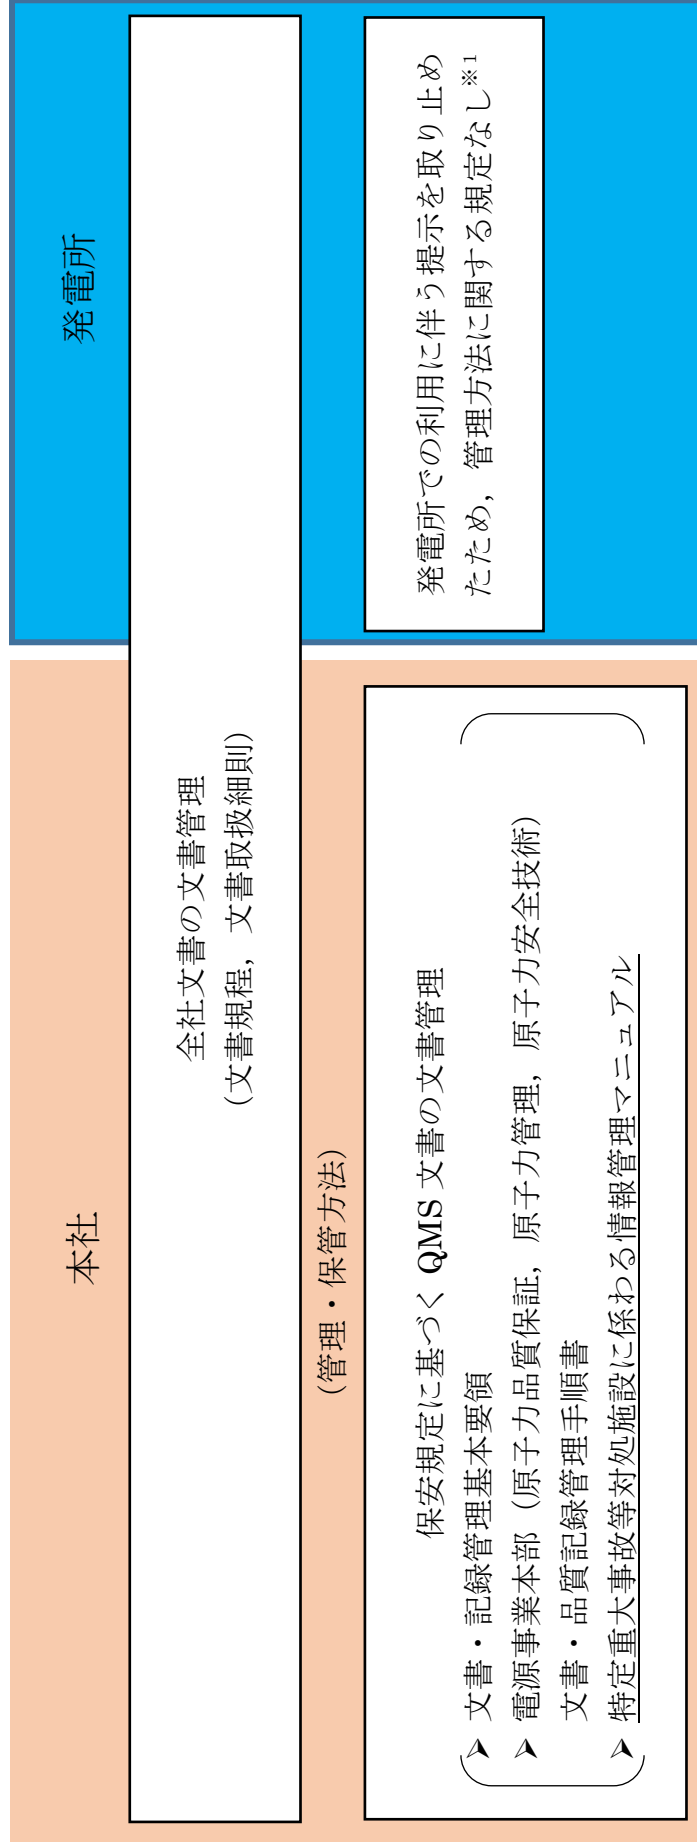 本社
発電所
全社文書の文書管理
（文書規程，文書取扱細則）
（管理・保管方法）
保安規定に基づく QMS 文書の文書管理
➢ 文書・記録管理基本要領
➢ 電源事業本部（原子力品質保証，原子力管理，原子力安全技術）
文書・品質記録管理手順書
➢ 特定重大事故等対処施設に係わる情報管理マニュアル
発電所での利用に伴う提示を取り止め
たため，管理方法に関する規定なし※1